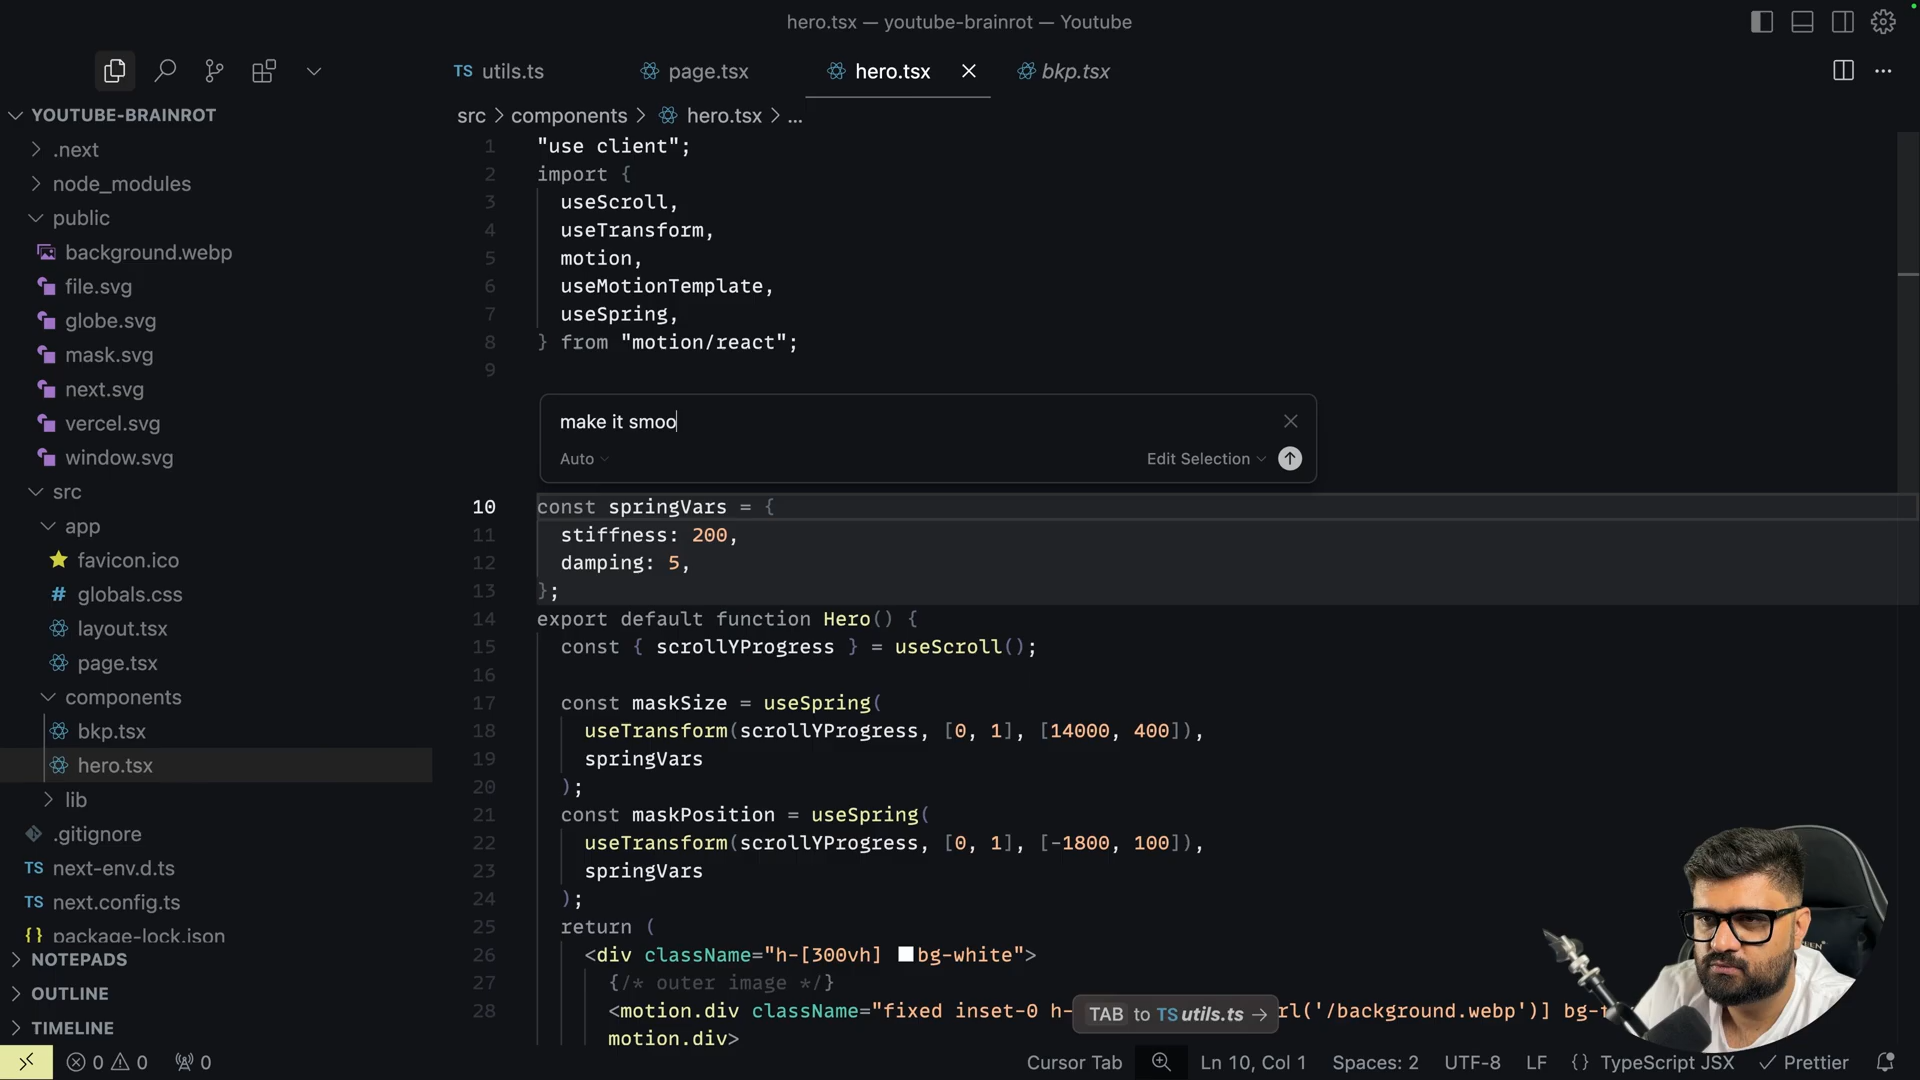 hero.tsx — youtube-brainrot — Youtube
TS utils.ts
page.tsx
hero.tsx
bkp.tsx
YOUTUBE-BRAINROT
.next
node_modules
public
background.webp
file.svg
globe.svg
mask.svg
next.svg
vercel.svg
window.svg
src
app
favicon.ico
# globals.css
layout.tsx
page.tsx
components
bkp.tsx
hero.tsx
lib
.gitignore
TS next-env.d.ts
TS next.config.ts
{} package-lock.json
NOTEPADS
OUTLINE
TIMELINE
src > components > hero.tsx > ...
1 "use client";
2 import {
3 useScroll,
4 useTransform,
5 motion,
6 useMotionTemplate,
7 useSpring,
8 } from "motion/react";
9
make it smoo
Auto
Edit Selection
10 const springVars = {
11 stiffness: 200,
12 damping: 5,
13 };
14 export default function Hero() {
15 const { scrollYProgress } = useScroll();
16
17 const maskSize = useSpring(
18 useTransform(scrollYProgress, [0, 1], [14000, 400]),
19 springVars
20 );
21 const maskPosition = useSpring(
22 useTransform(scrollYProgress, [0, 1], [-1800, 100]),
23 springVars
24 );
25 return (
26 <div className="h-[300vh] bg-white">
27 {/* outer image */}
28 <motion.div className="fixed inset-0 h- rl('/background.webp')] bg-
motion.div>
TAB to TS utils.ts →
0 0 0
Cursor Tab
Ln 10, Col 1
Spaces: 2
UTF-8
LF
{} TypeScript JSX
Prettier